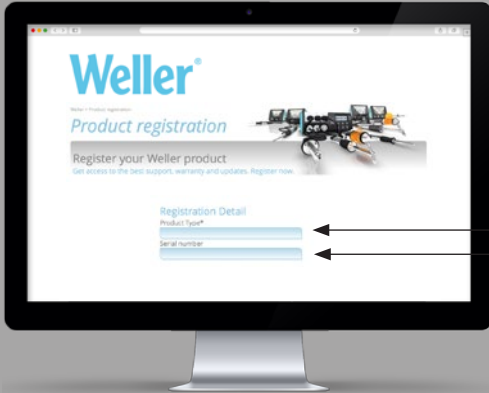 Weller®
Home > Product registration
Product registration
Register your Weller product
Get access to the best support, warranty and updates. Register now.
Registration Detail
Product Type*
Serial number